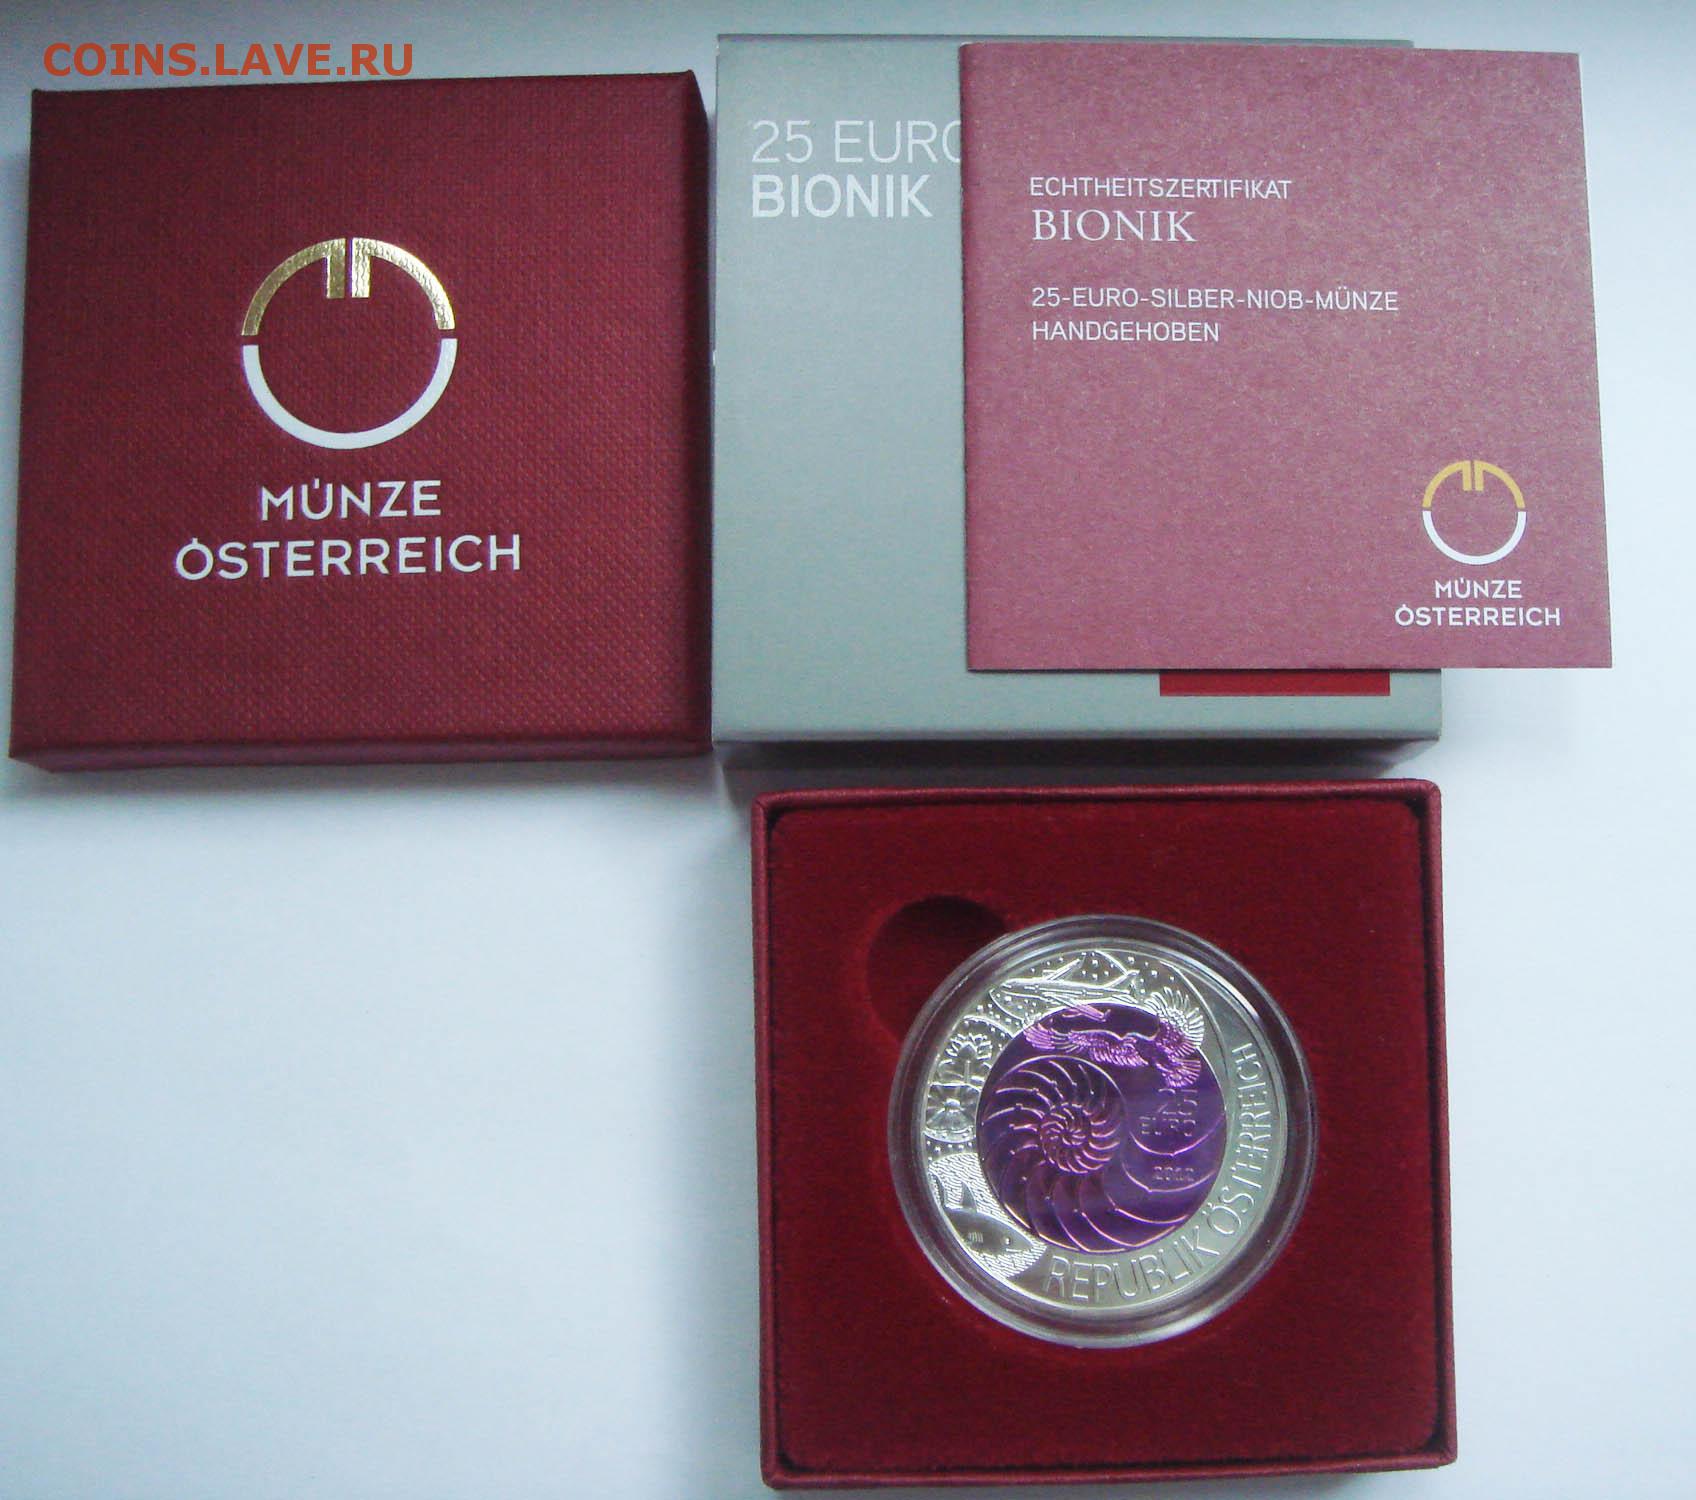 COINS.LAVE.RU
MÜNZE
ÖSTERREICH
25 EURO
BIONIK
ECHTHEITSZERTIFIKAT
BIONIK
25-EURO-SILBER-NIOB-MÜNZE
HANDGEHOBEN
MÜNZE
ÖSTERREICH
25
EURO
2012
REPUBLIK ÖSTERREICH